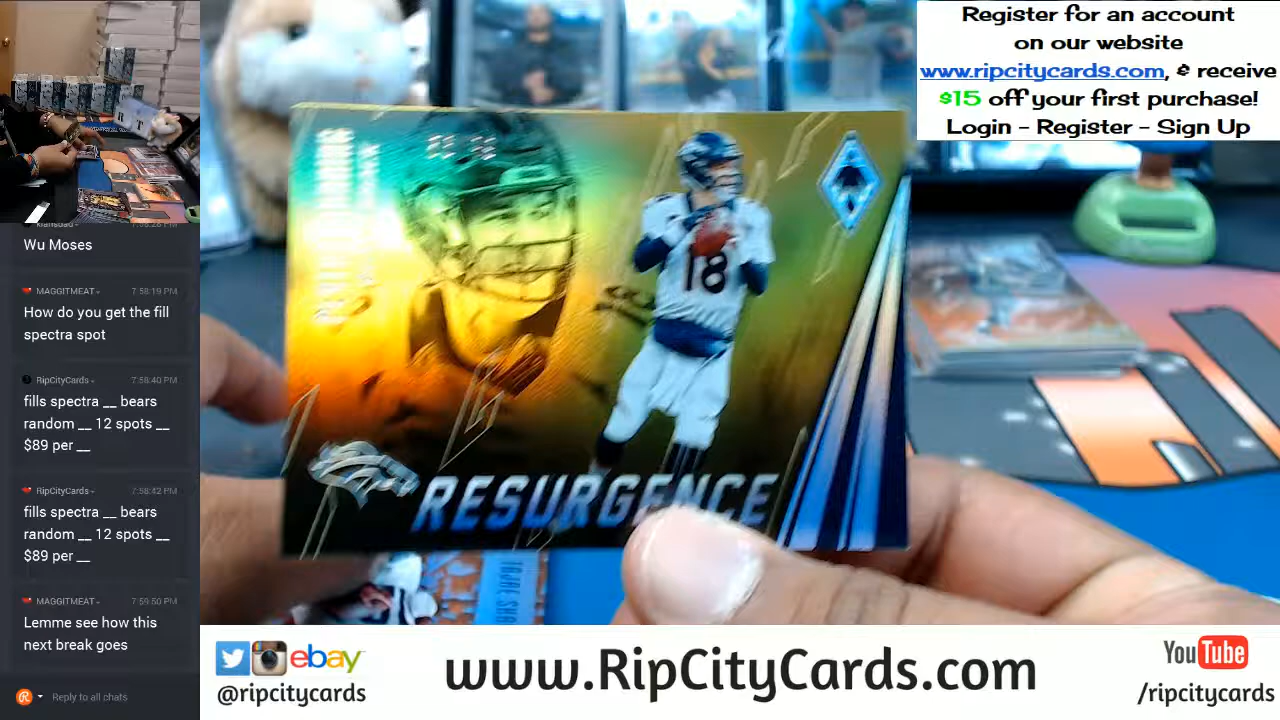 Register for an account
on our website
www.ripcitycards.com, & receive
$15 off your first purchase!
Login - Register - Sign Up
Wu Moses
MAGGITMEAT
7:58:19 PM
How do you get the fill
spectra spot
RipCityCards
7:58:40 PM
fills spectra __ bears
random __ 12 spots __
$89 per __
RipCityCards
7:58:42 PM
fills spectra __ bears
random __ 12 spots __
$89 per __
MAGGITMEAT
7:59:50 PM
Lemme see how this
next break goes
Reply to all chats
18
RESURGENCE
ebay
@ripcitycards
www.RipCityCards.com
YouTube
/ripcitycards